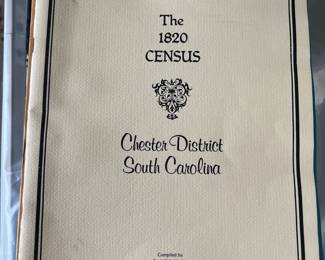 The
1820
CENSUS
Chester District
South Carolina
Compiled by